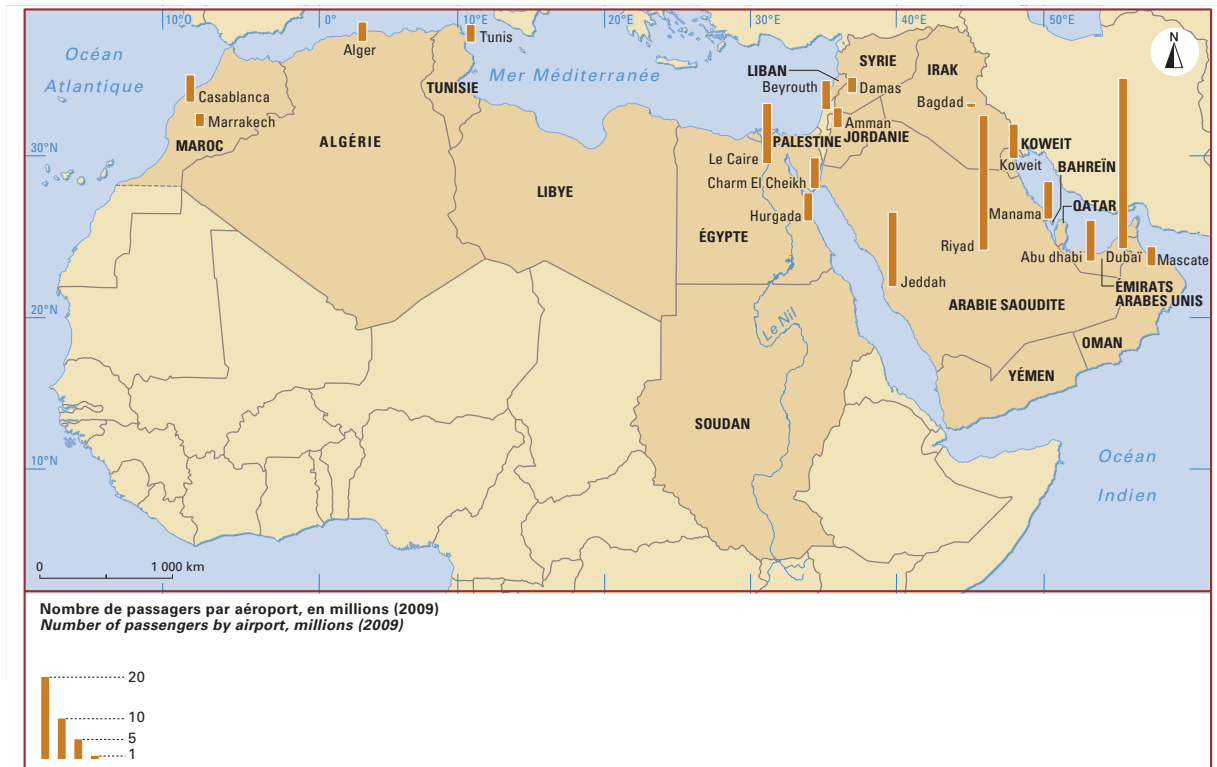 10°E
0°
10°E
20°E
30°E
40°E
50°E
Océan
Atlantique
Alger
Tunis
Mer Méditerranée
N
SYRIE
LIBAN
IRAK
TUNISIE
Beyrouth
Damas
Casablanca
Bagdad
Marrakech
Amman
MAROC
ALGÉRIE
PALESTINE
JORDANIE
KOWEIT
30°N
Le Caire
Koweit
BAHREÏN
Charm El Cheikh
LIBYE
QATAR
Hurgada
Manama
ÉGYPTE
Riyad
Abu dhabi
Dubaï
Mascate
Jeddah
ÉMIRATS
ARABES UNIS
ARABIE SAOUDITE
20°N
Le Nil
OMAN
YÉMEN
SOUDAN
10°N
Océan
Indien
0
1 000 km
Nombre de passagers par aéroport, en millions (2009)
Number of passengers by airport, millions (2009)
20
10
5
1